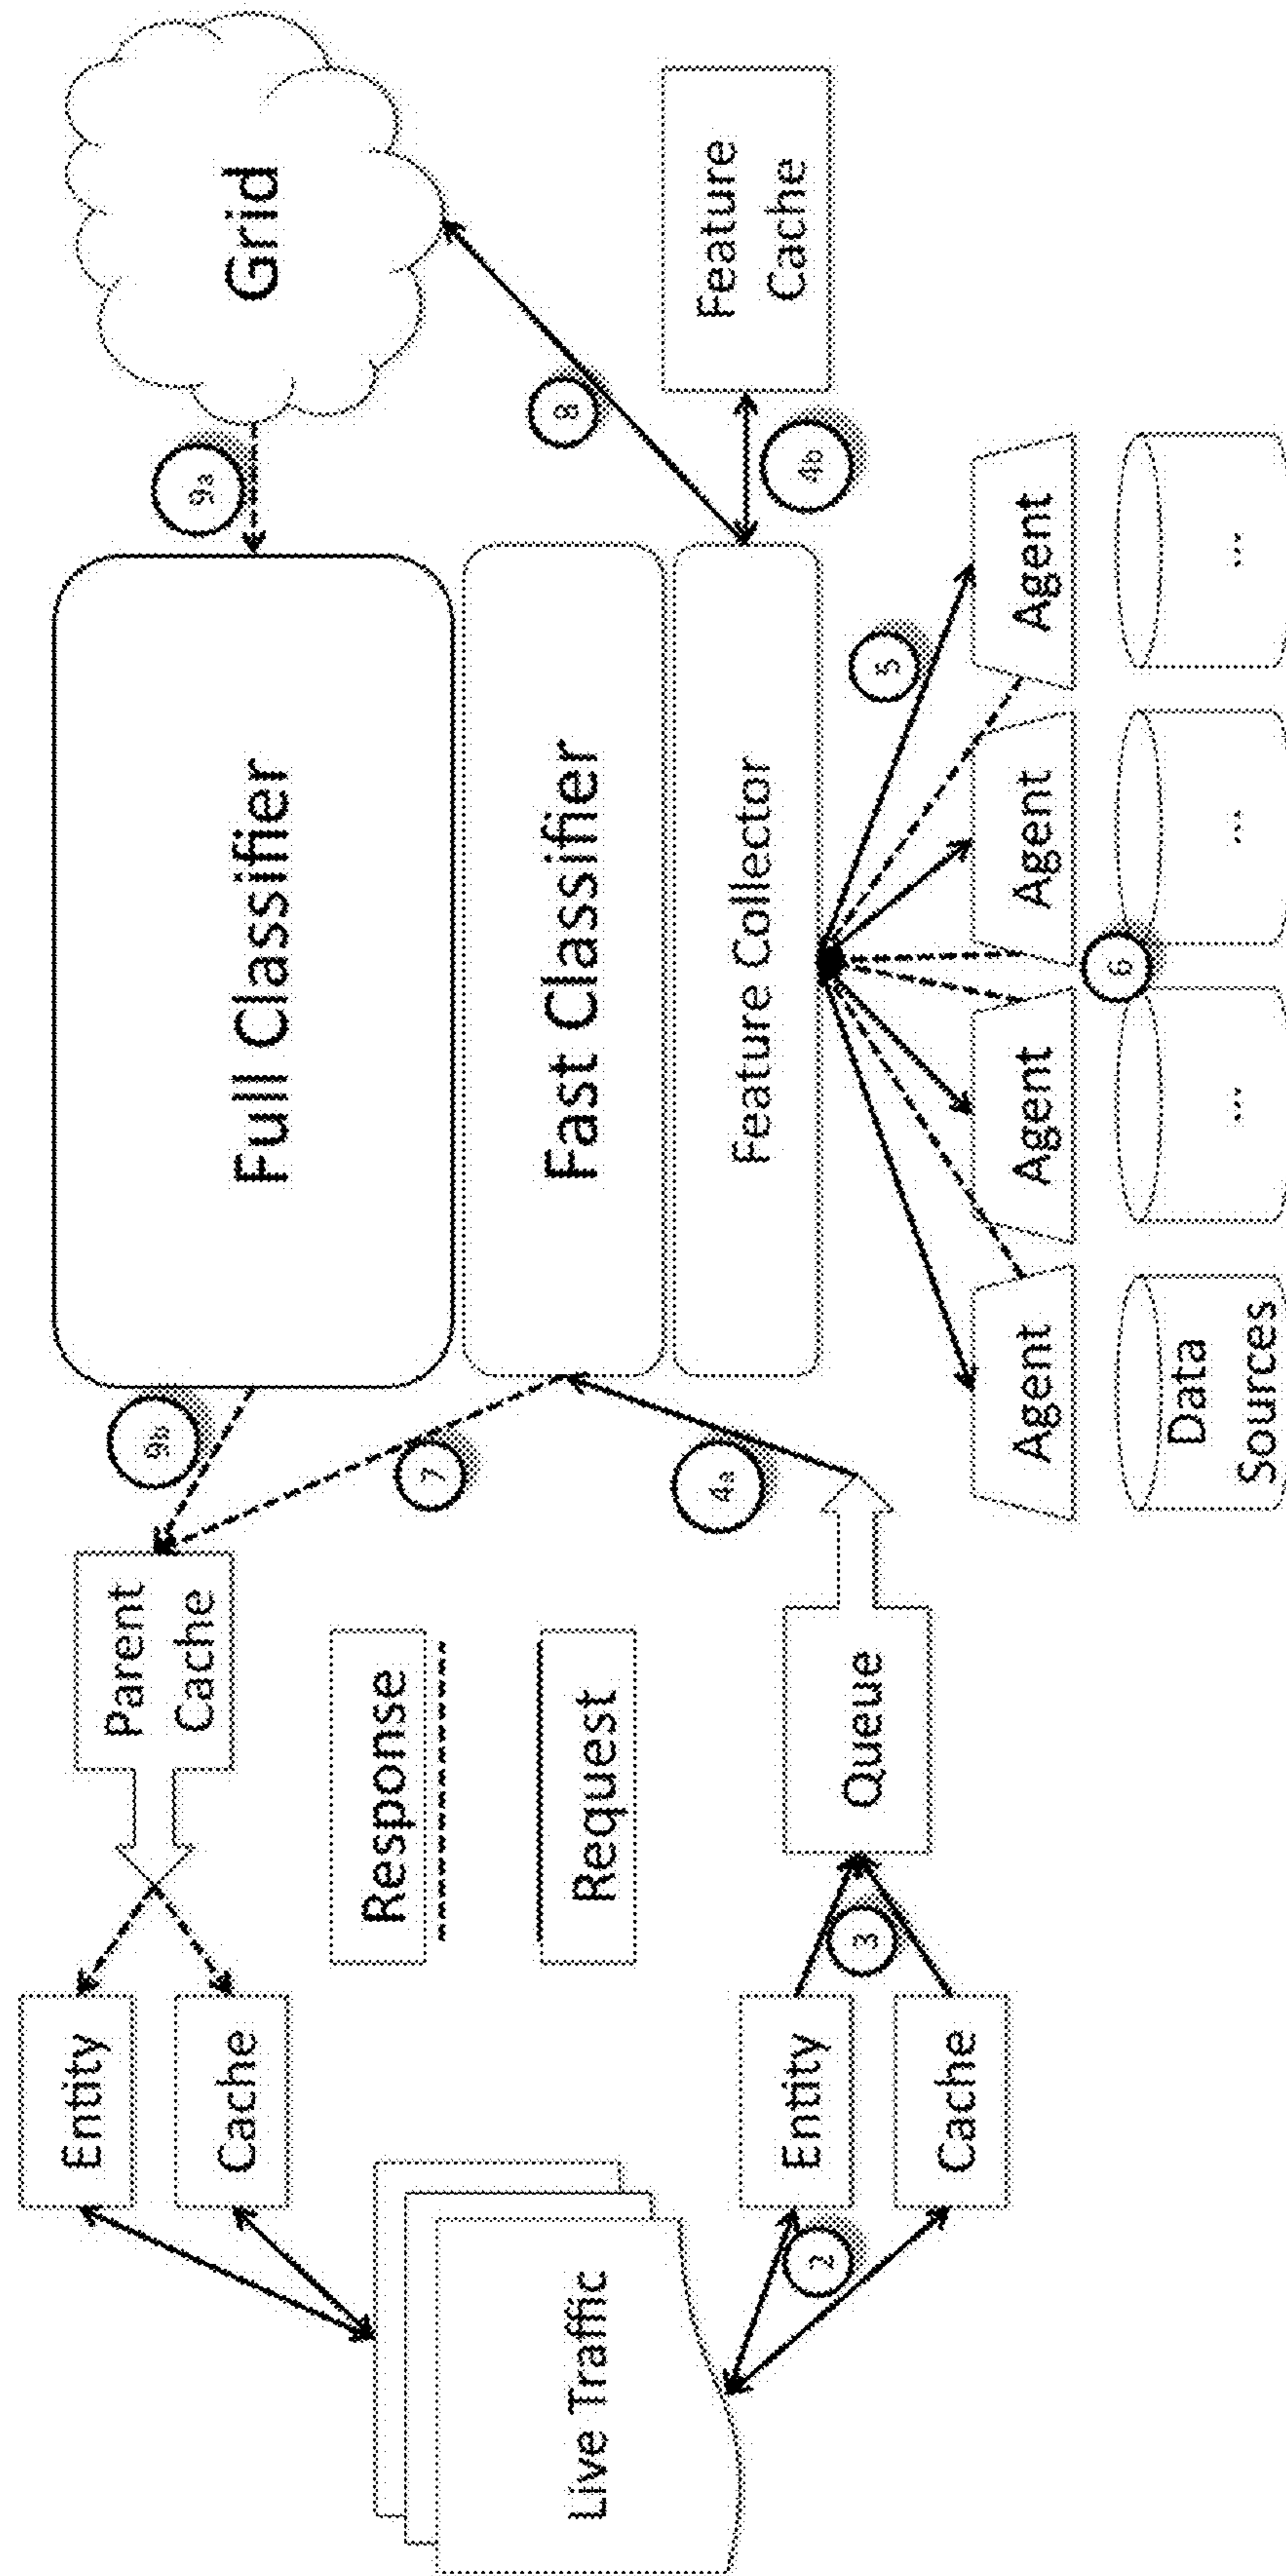 Entity
Cache
Parent
Cache
9b
Full Classifier
9a
Grid
Live Traffic
Response
7
Fast Classifier
8
Request
4a
Feature Collector
4b
Feature
Cache
2
Entity
Cache
3
Queue
5
Agent
Agent
Agent
Agent
6
Data
Sources
...
...
...